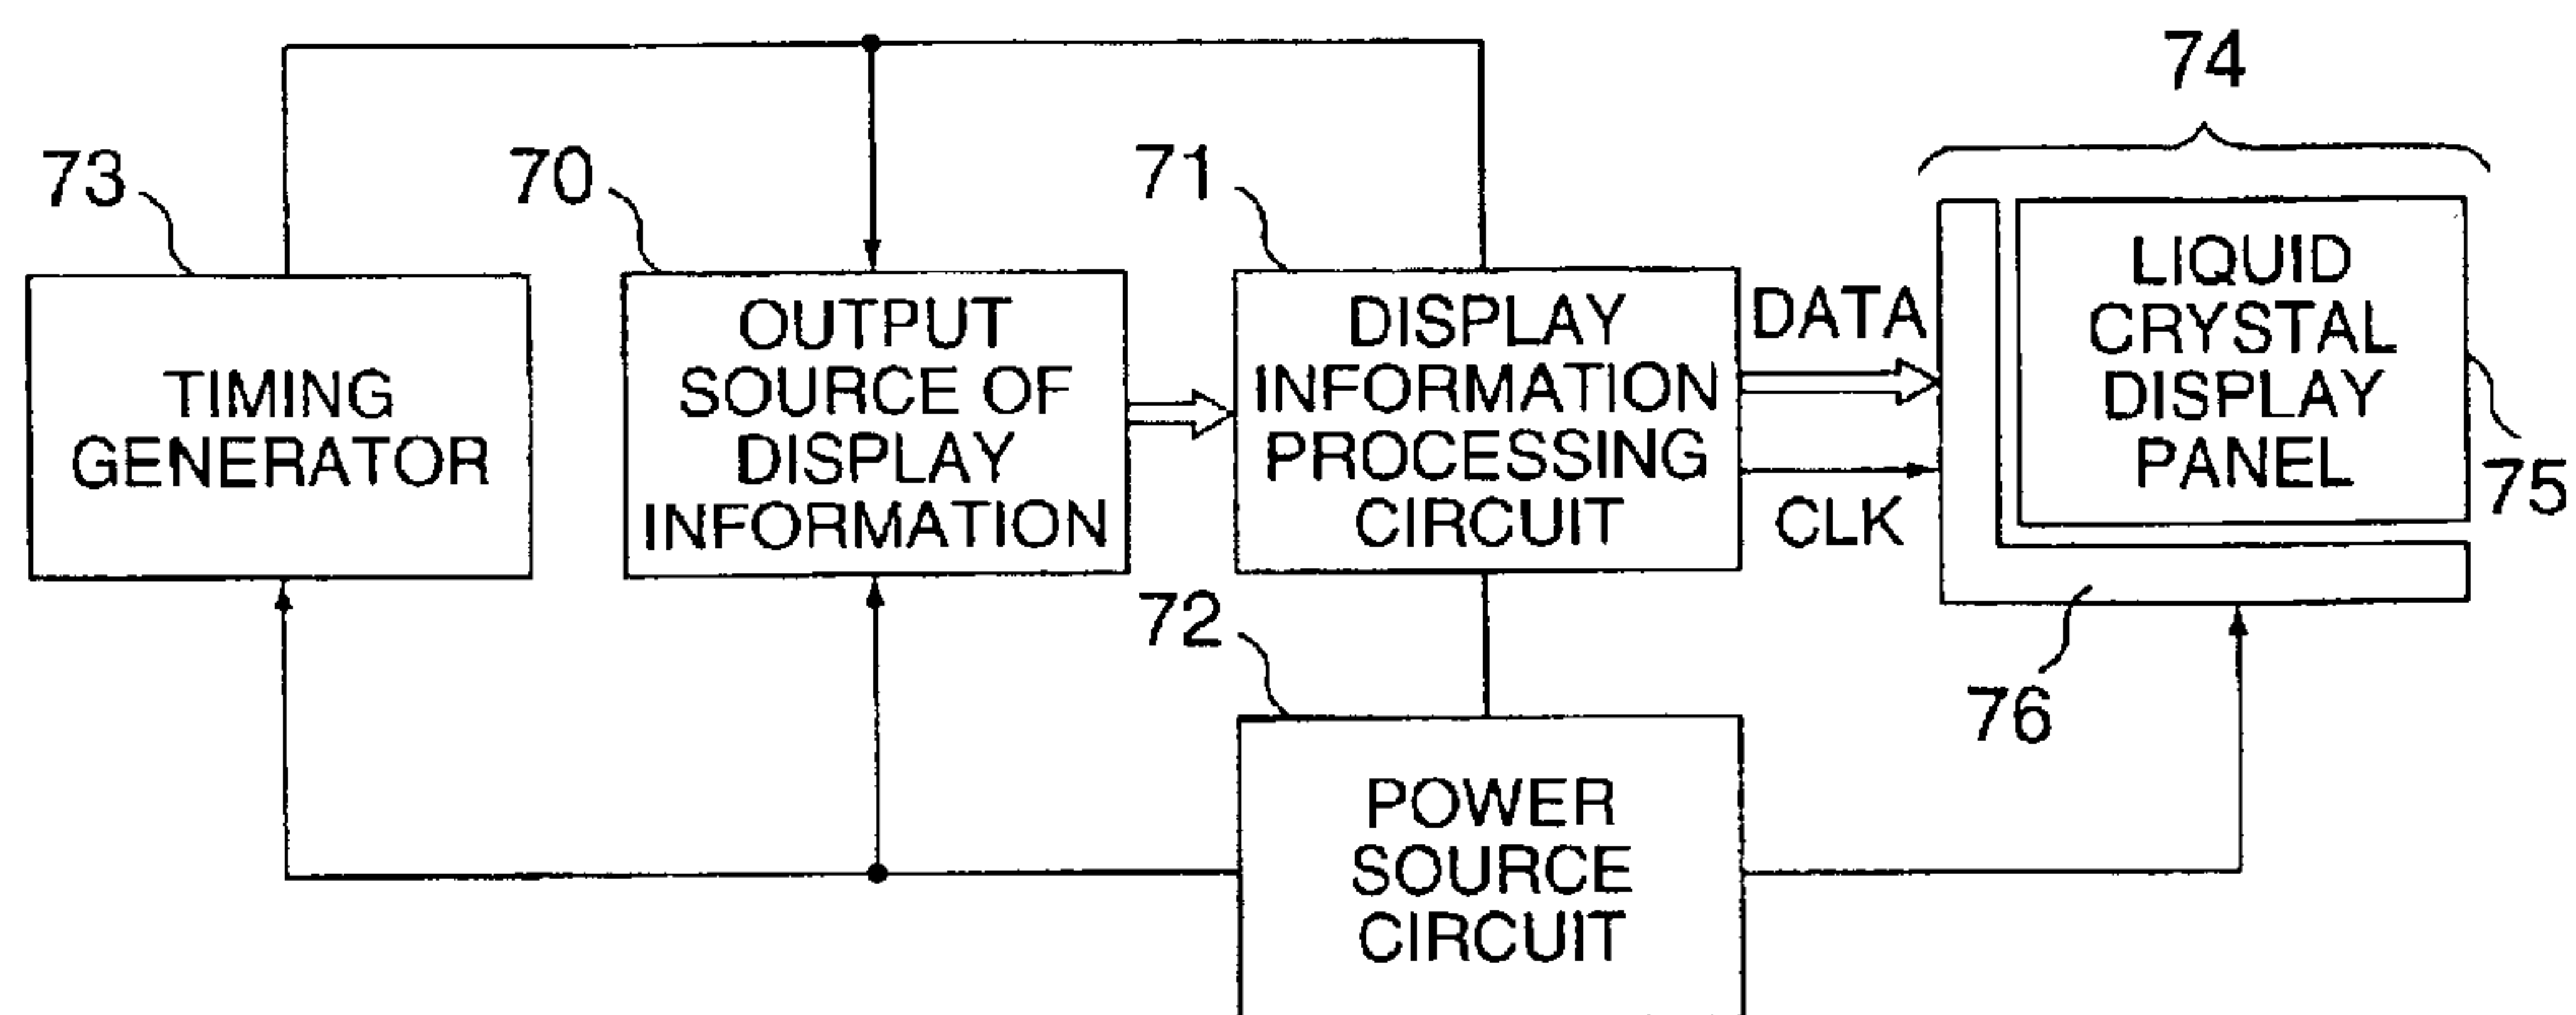 74
73
70
71
TIMING
GENERATOR
OUTPUT
SOURCE OF
DISPLAY
INFORMATION
DISPLAY
INFORMATION
PROCESSING
CIRCUIT
DATA
CLK
LIQUID
CRYSTAL
DISPLAY
PANEL
75
72
76
POWER
SOURCE
CIRCUIT